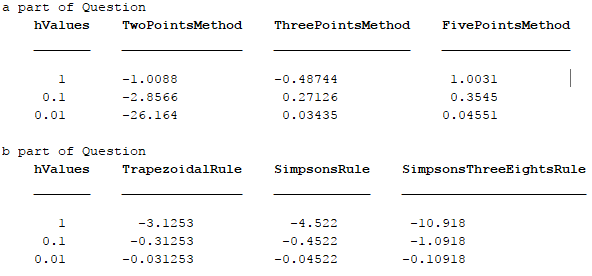 a part of Question
hValues TwoPointsMethod ThreePointsMethod FivePointsMethod
1 -1.0088 -0.48744 1.0031
0.1 -2.8566 0.27126 0.3545
0.01 -26.164 0.03435 0.04551
b part of Question
hValues TrapezoidalRule SimpsonsRule SimpsonsThreeEightsRule
1 -3.1253 -4.522 -10.918
0.1 -0.31253 -0.4522 -1.0918
0.01 -0.031253 -0.04522 -0.10918